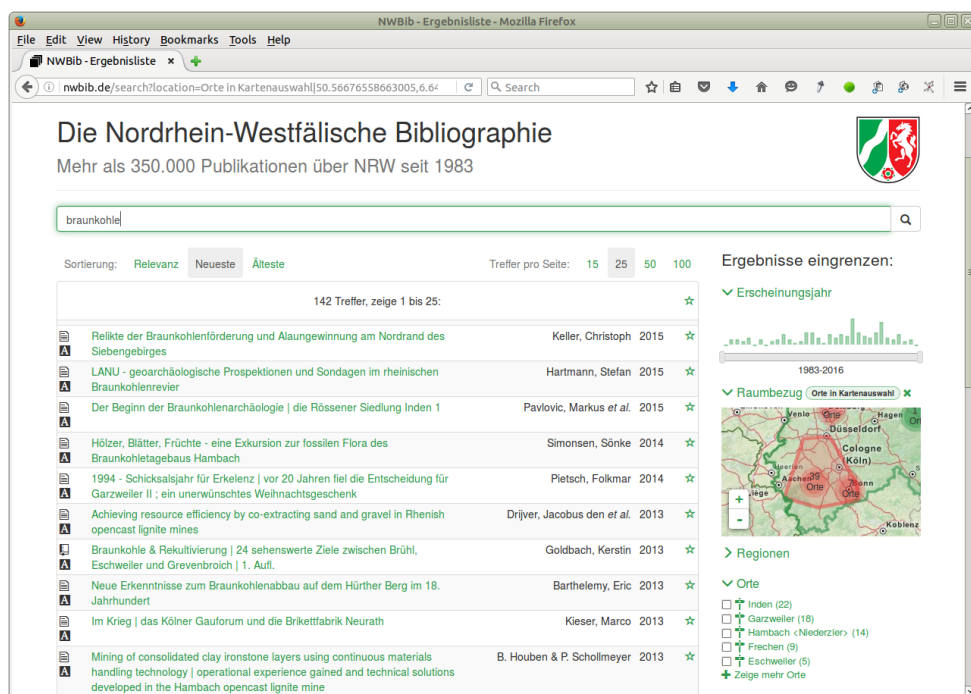 NWBib - Ergebnisliste - Mozilla Firefox
File Edit View History Bookmarks Tools Help
NWBib - Ergebnisliste
nwbib.de/search?location=Orte in Kartenauswahl|50.56676558663005,6.64
Search
Die Nordrhein-Westfälische Bibliographie
Mehr als 350.000 Publikationen über NRW seit 1983
braunkohle
Sortierung: Relevanz Neueste Älteste Treffer pro Seite: 15 25 50 100
142 Treffer, zeige 1 bis 25:
Relikte der Braunkohlenförderung und Alaungewinnung am Nordrand des Keller, Christoph 2015
Siebengebirges
LANU - geoarchäologische Prospektionen und Sondagen im rheinischen Hartmann, Stefan 2015
Braunkohlenrevier
Der Beginn der Braunkohlenarchäologie | die Rössener Siedlung Inden 1 Pavlovic, Markus et al. 2015
Hölzer, Blätter, Früchte - eine Exkursion zur fossilen Flora des Simonsen, Sönke 2014
Braunkohletagebaus Hambach
1994 - Schicksalsjahr für Erkelenz | vor 20 Jahren fiel die Entscheidung für Pietsch, Folkmar 2014
Garzweiler II ; ein unerwünschtes Weihnachtsgeschenk
Achieving resource efficiency by co-extracting sand and gravel in Rhenish Drijver, Jacobus den et al. 2013
opencast lignite mines
Braunkohle & Rekultivierung | 24 sehenswerte Ziele zwischen Brühl, Goldbach, Kerstin 2013
Eschweiler und Grevenbroich | 1. Aufl.
Neue Erkenntnisse zum Braunkohlenabbau auf dem Hürther Berg im 18. Barthelemy, Eric 2013
Jahrhundert
Im Krieg | das Kölner Gauforum und die Brikettfabrik Neurath Kieser, Marco 2013
Mining of consolidated clay ironstone layers using continuous materials B. Houben & P. Schollmeyer 2013
handling technology | operational experience gained and technical solutions
developed in the Hambach opencast lignite mine
Ergebnisse eingrenzen:
Erscheinungsjahr
1983-2016
Raumbezug Orte in Kartenauswahl
Venlo Orte Hagen
Düsseldorf
Cologne
(Köln)
Heerlen
Aachen 39 Bonn
Orte Orte
+
-
Koblenz
Regionen
Orte
Inden (22)
Garzweiler (18)
Hambach <Niederzier> (14)
Frechen (9)
Eschweiler (5)
Zeige mehr Orte